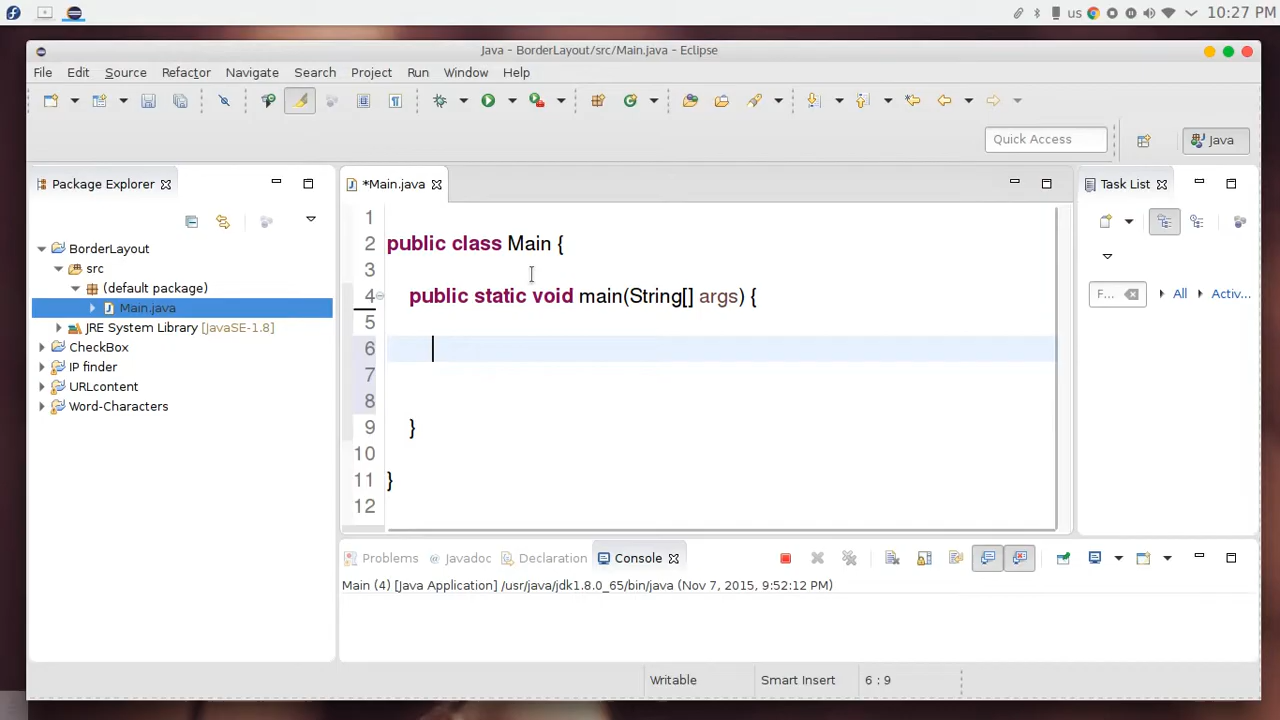 us
10:27 PM
Java - BorderLayout/src/Main.java - Eclipse
File Edit Source Refactor Navigate Search Project Run Window Help
Quick Access
Java
Package Explorer
BorderLayout
src
(default package)
Main.java
JRE System Library [JavaSE-1.8]
CheckBox
IP finder
URLcontent
Word-Characters
*Main.java
1
2 public class Main {
3
4 public static void main(String[] args) {
5
6
7
8
9 }
10
11 }
12
Task List
F... All Activ...
Problems Javadoc Declaration Console
Main (4) [Java Application] /usr/java/jdk1.8.0_65/bin/java (Nov 7, 2015, 9:52:12 PM)
Writable Smart Insert 6 : 9